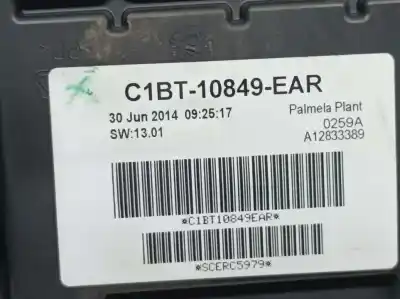 C1BT-10849-EAR
30 Jun 2014 09:25:17
Palmela Plant
SW:13.01
0259A
A12833389
*C1BT10849EAR*
*SCERC5979*